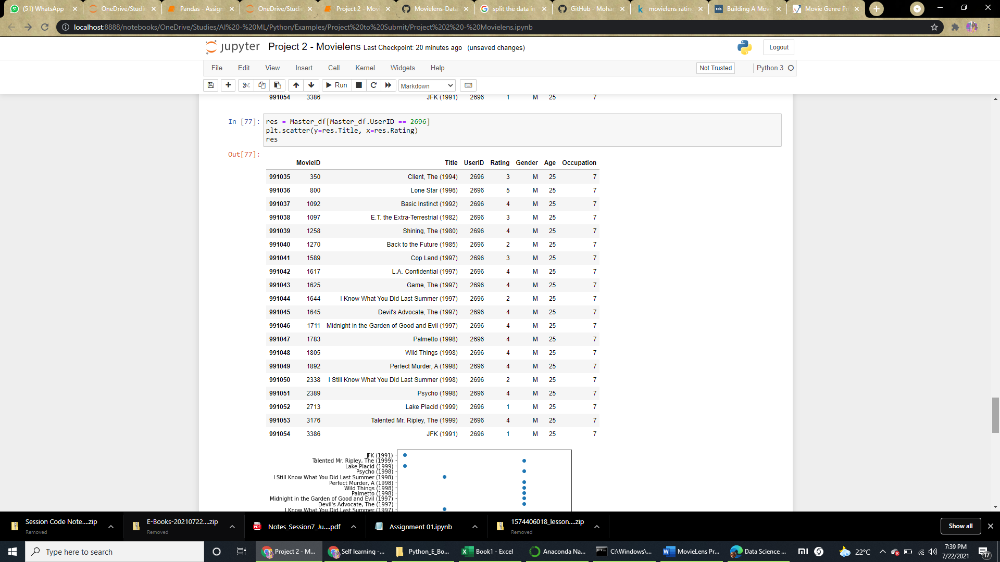 (51) WhatsApp
OneDrive/Studie
Pandas - Assign
OneDrive/Studie
Project 2 - Movi
Movielens-Data
split the data in
GitHub - Mohan
movielens ratin
Building A Mov
Movie Genre Pr
localhost:8888/notebooks/OneDrive/Studies/AI%20-%20ML/Python/Examples/Project%20to%20Submit/Project%202%20-%20Movielens.ipynb
jupyter Project 2 - Movielens Last Checkpoint: 20 minutes ago (unsaved changes)
Logout
File Edit View Insert Cell Kernel Widgets Help
Not Trusted
Python 3
Run
Markdown
991054 3386 JFK (1991) 2696 1 M 25 7
In [77]: res = Master_df[Master_df.UserID == 2696]
plt.scatter(y=res.Title, x=res.Rating)
res
Out[77]:
MovieID Title UserID Rating Gender Age Occupation
991035 350 Client, The (1994) 2696 3 M 25 7
991036 800 Lone Star (1996) 2696 5 M 25 7
991037 1092 Basic Instinct (1992) 2696 4 M 25 7
991038 1097 E.T. the Extra-Terrestrial (1982) 2696 3 M 25 7
991039 1258 Shining, The (1980) 2696 4 M 25 7
991040 1270 Back to the Future (1985) 2696 2 M 25 7
991041 1589 Cop Land (1997) 2696 3 M 25 7
991042 1617 L.A. Confidential (1997) 2696 4 M 25 7
991043 1625 Game, The (1997) 2696 4 M 25 7
991044 1644 I Know What You Did Last Summer (1997) 2696 2 M 25 7
991045 1645 Devil's Advocate, The (1997) 2696 4 M 25 7
991046 1711 Midnight in the Garden of Good and Evil (1997) 2696 4 M 25 7
991047 1783 Palmetto (1998) 2696 4 M 25 7
991048 1805 Wild Things (1998) 2696 4 M 25 7
991049 1892 Perfect Murder, A (1998) 2696 4 M 25 7
991050 2338 I Still Know What You Did Last Summer (1998) 2696 2 M 25 7
991051 2389 Psycho (1998) 2696 4 M 25 7
991052 2713 Lake Placid (1999) 2696 1 M 25 7
991053 3176 Talented Mr. Ripley, The (1999) 2696 4 M 25 7
991054 3386 JFK (1991) 2696 1 M 25 7
JFK (1991)
Talented Mr. Ripley, The (1999)
Lake Placid (1999)
Psycho (1998)
I Still Know What You Did Last Summer (1998)
Perfect Murder, A (1998)
Wild Things (1998)
Palmetto (1998)
Midnight in the Garden of Good and Evil (1997)
Devil's Advocate, The (1997)
I Know What You Did Last Summer (1997)
Session Code Note....zip
Removed
E-Books-20210722....zip
Removed
Notes_Session7_Ju....pdf
Assignment 01.ipynb
1574406018_lesson....zip
Removed
Show all
Type here to search
Project 2 - M...
Self learning -...
Python_E_Bo...
Book1 - Excel
Anaconda Na...
C:\Windows\...
MovieLens Pr...
Data Science ...
22°C
7:39 PM
7/22/2021
17